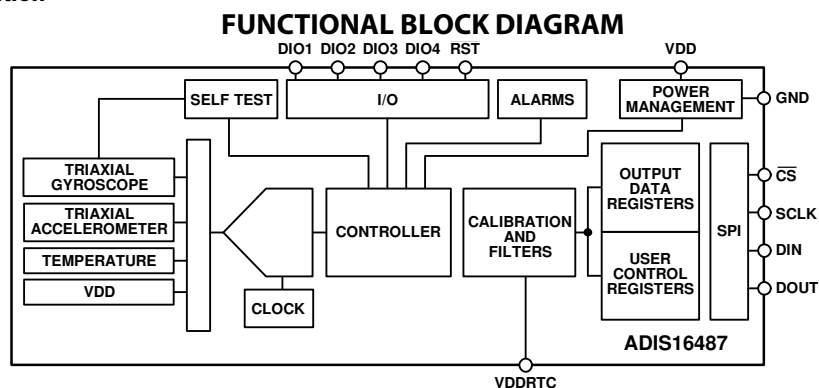 FUNCTIONAL BLOCK DIAGRAM
DIO1 DIO2 DIO3 DIO4 RST VDD
SELF TEST
I/O
ALARMS
POWER
MANAGEMENT
GND
TRIAXIAL
GYROSCOPE
TRIAXIAL
ACCELEROMETER
TEMPERATURE
VDD
CLOCK
CONTROLLER
CALIBRATION
AND
FILTERS
OUTPUT
DATA
REGISTERS
USER
CONTROL
REGISTERS
SPI
CS
SCLK
DIN
DOUT
ADIS16487
VDDRTC